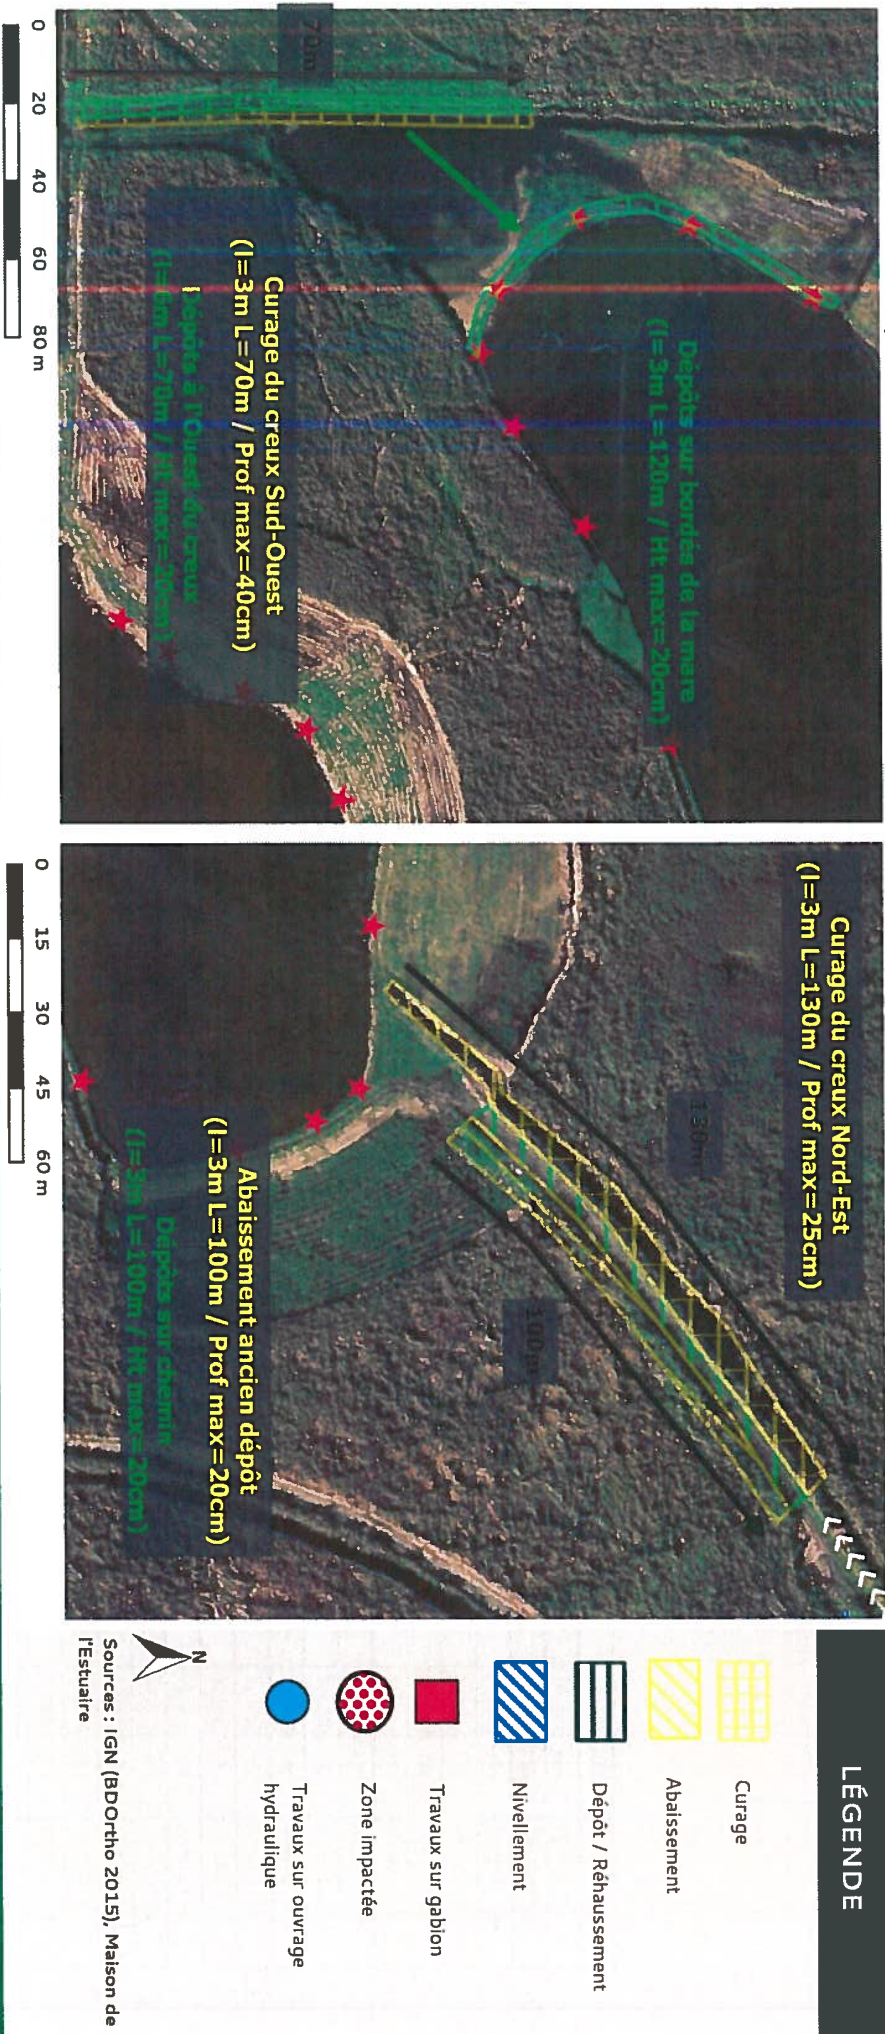 70m
Dépôts sur bordés de la mare
(l=3m L=120m / Ht max=20cm)
Curage du creux Sud-Ouest
(l=3m L=70m / Prof max=40cm)
Dépôts à l'Ouest du creux
(l=6m L=70m / Ht max=20cm)
0 20 40 60 80 m
Curage du creux Nord-Est
(l=3m L=130m / Prof max=25cm)
130m
100m
Abaissement ancien dépôt
(l=3m L=100m / Prof max=20cm)
Dépôts sur chemin
(l=3m L=100m / Ht max=20cm)
0 15 30 45 60 m
LÉGENDE
Curage
Abaissement
Dépôt / Réhaussement
Nivellement
Travaux sur gabion
Zone impactée
Travaux sur ouvrage
hydraulique
N
Sources : IGN (BDOrtho 2015), Maison de
l'Estuaire